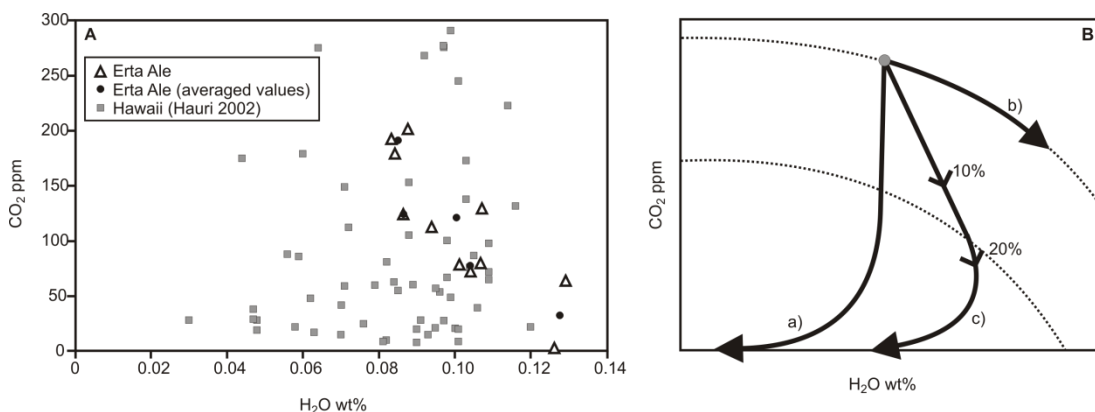 A
Erta Ale
Erta Ale (averaged values)
Hawaii (Hauri 2002)
CO2 ppm
300
250
200
150
100
50
0
0 0.02 0.04 0.06 0.08 0.10 0.12 0.14
H2O wt%
B
b)
10%
20%
a)
c)
CO2 ppm
H2O wt%